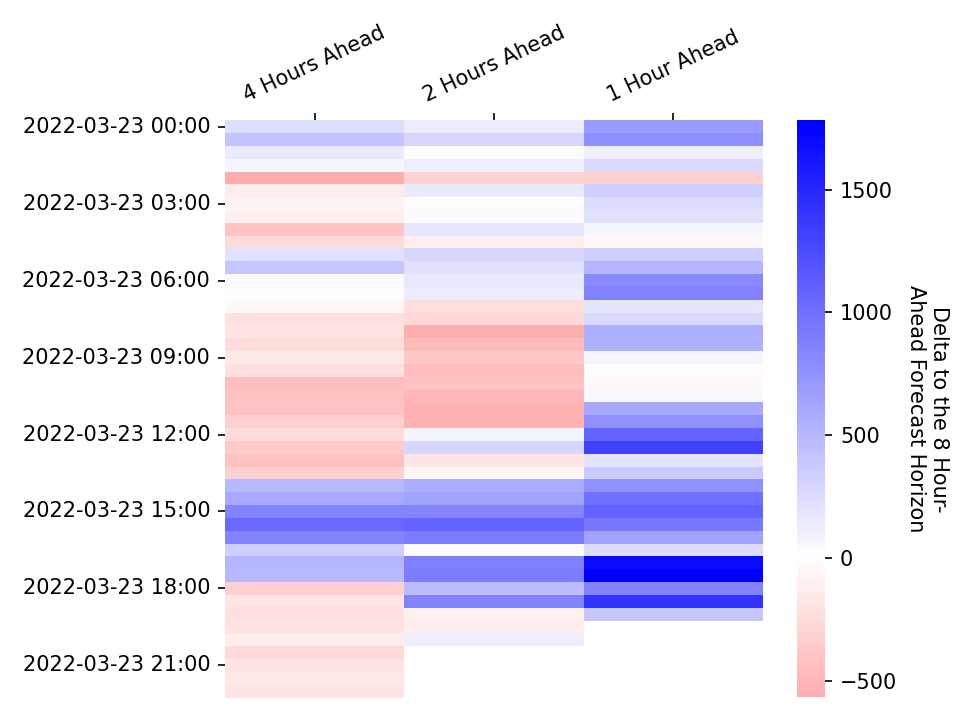 4 Hours Ahead
2 Hours Ahead
1 Hour Ahead
2022-03-23 00:00
2022-03-23 03:00
2022-03-23 06:00
2022-03-23 09:00
2022-03-23 12:00
2022-03-23 15:00
2022-03-23 18:00
2022-03-23 21:00
1500
1000
500
0
−500
Delta to the 8 Hour-
Ahead Forecast Horizon